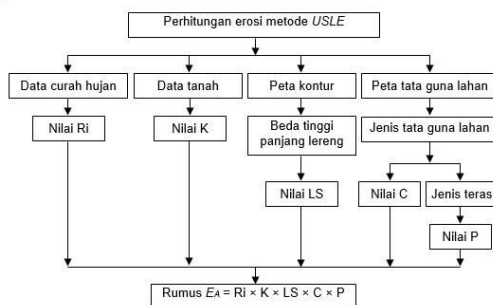 Perhitungan erosi metode USLE
Data curah hujan
Data tanah
Peta kontur
Peta tata guna lahan
Nilai Ri
Nilai K
Beda tinggi
panjang lereng
Jenis tata guna lahan
Nilai LS
Nilai C
Jenis teras
Nilai P
Rumus EA = Ri × K × LS × C × P